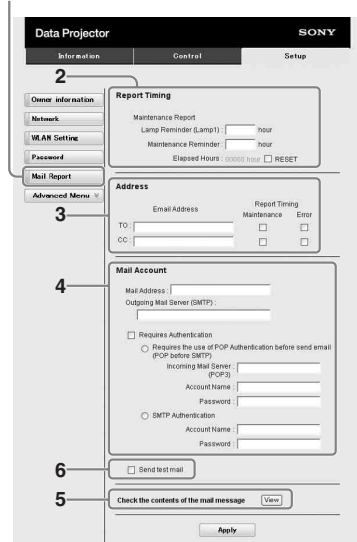 Data Projector
SONY
Information Control Setup
2
Owner information
Network
WLAN Setting
Password
Mail Report
Advanced Menu
Report Timing
Maintenance Report
Lamp Reminder (Lamp1) : hour
Maintenance Reminder : hour
Elapsed Hours : 00000 hour RESET
3
Address
Email Address
Report Timing
Maintenance Error
TO :
CC :
4
Mail Account
Mail Address :
Outgoing Mail Server (SMTP) :
Requires Authentication
Requires the use of POP Authentication before send email
(POP before SMTP)
Incoming Mail Server :
(POP3)
Account Name :
Password :
SMTP Authentication
Account Name :
Password :
6
Send test mail
5
Check the contents of the mail message View
Apply